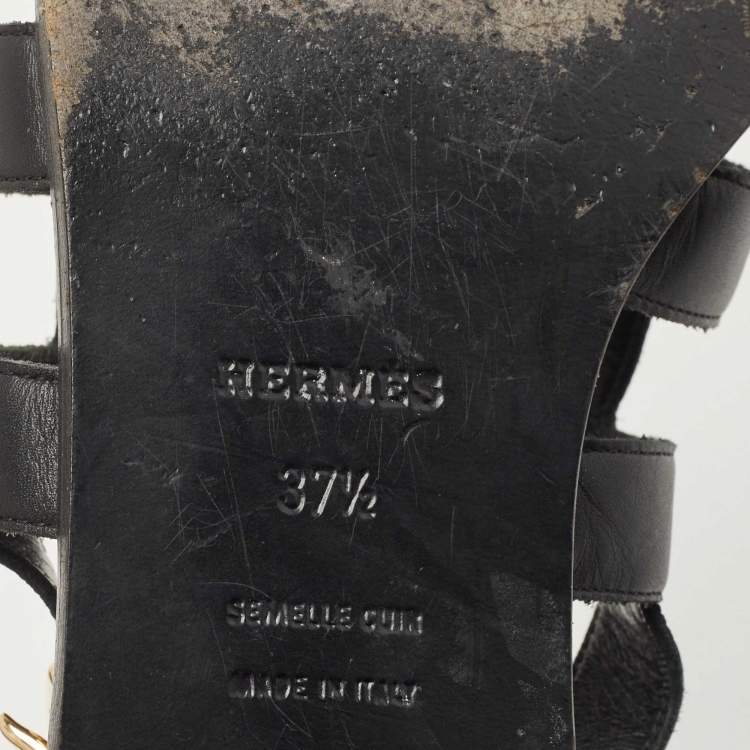 HERMES
37½
SEMELLE CUIR
MADE IN ITALY